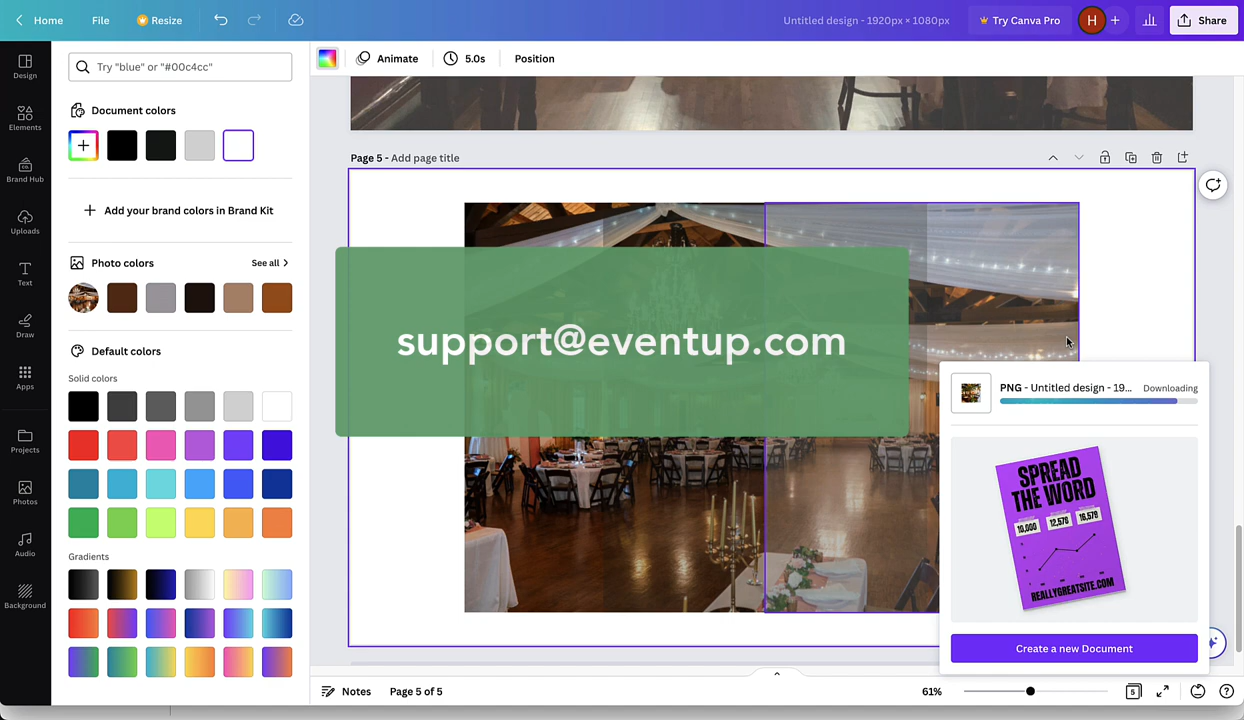 Home
File
Resize
Untitled design - 1920px × 1080px
Try Canva Pro
H
Share
Design
Elements
Brand Hub
Uploads
Text
Draw
Apps
Projects
Photos
Audio
Background
Try "blue" or "#00c4cc"
Document colors
Add your brand colors in Brand Kit
Photo colors
See all
Default colors
Solid colors
Gradients
Animate
5.0s
Position
Page 5 - Add page title
support@eventup.com
PNG - Untitled design - 19...
Downloading
SPREAD
THE WORD
10,000
12,578
16,579
REALLYGREATSITE.COM
Create a new Document
Notes
Page 5 of 5
61%
5